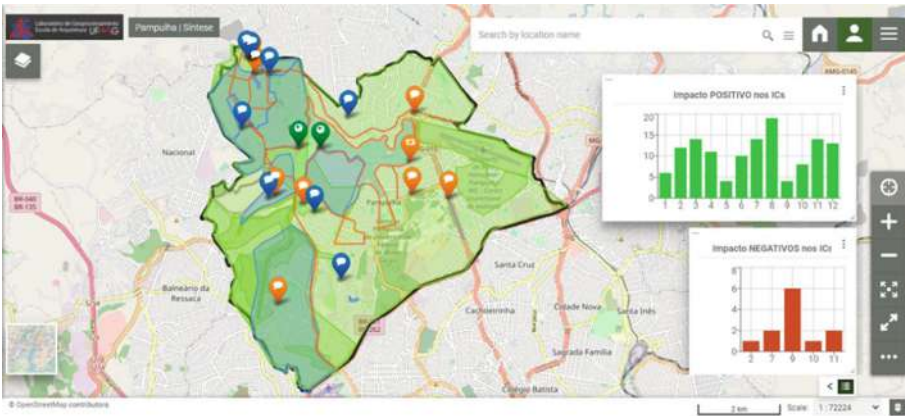 Laboratório de Geoprocessamento
Escola de Arquitetura UFMG
Pampulha | Síntese
Search by location name
AMG-0145
Impacto POSITIVO nos ICs
20
15
10
5
0
1 2 3 4 5 6 7 8 9 10 11 12
Nacional
BR-040
BR-135
Pampulha
Impacto NEGATIVOS nos ICs
8
6
4
2
0
2 7 9 10 11
Santa Cruz
Balneário da
Ressaca
Cachoeirinha
Cidade Nova
Santa Inês
Sagrada Família
Colégio Batista
© OpenStreetMap contributors
2 km
Scale: 1 : 72224